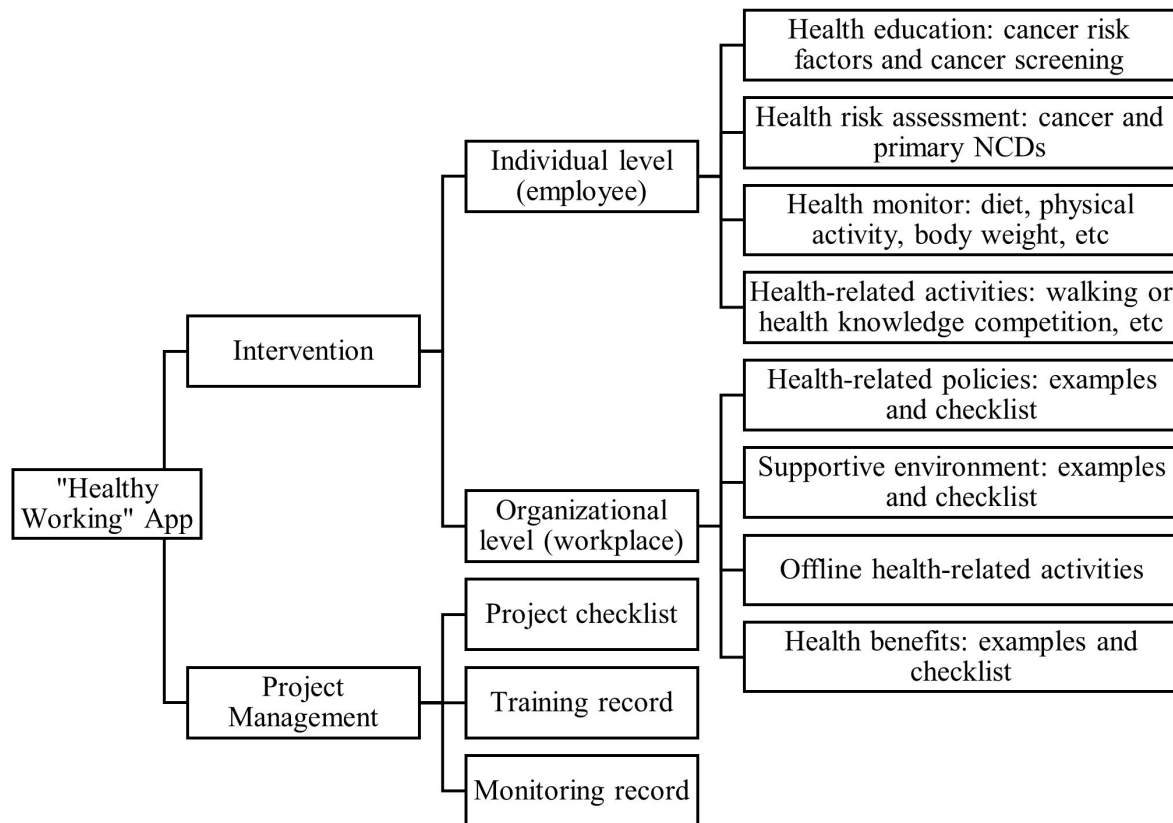 "Healthy
Working" App
Intervention
Project
Management
Individual level
(employee)
Organizational
level (workplace)
Project checklist
Training record
Monitoring record
Health education: cancer risk
factors and cancer screening
Health risk assessment: cancer and
primary NCDs
Health monitor: diet, physical
activity, body weight, etc
Health-related activities: walking or
health knowledge competition, etc
Health-related policies: examples
and checklist
Supportive environment: examples
and checklist
Offline health-related activities
Health benefits: examples and
checklist